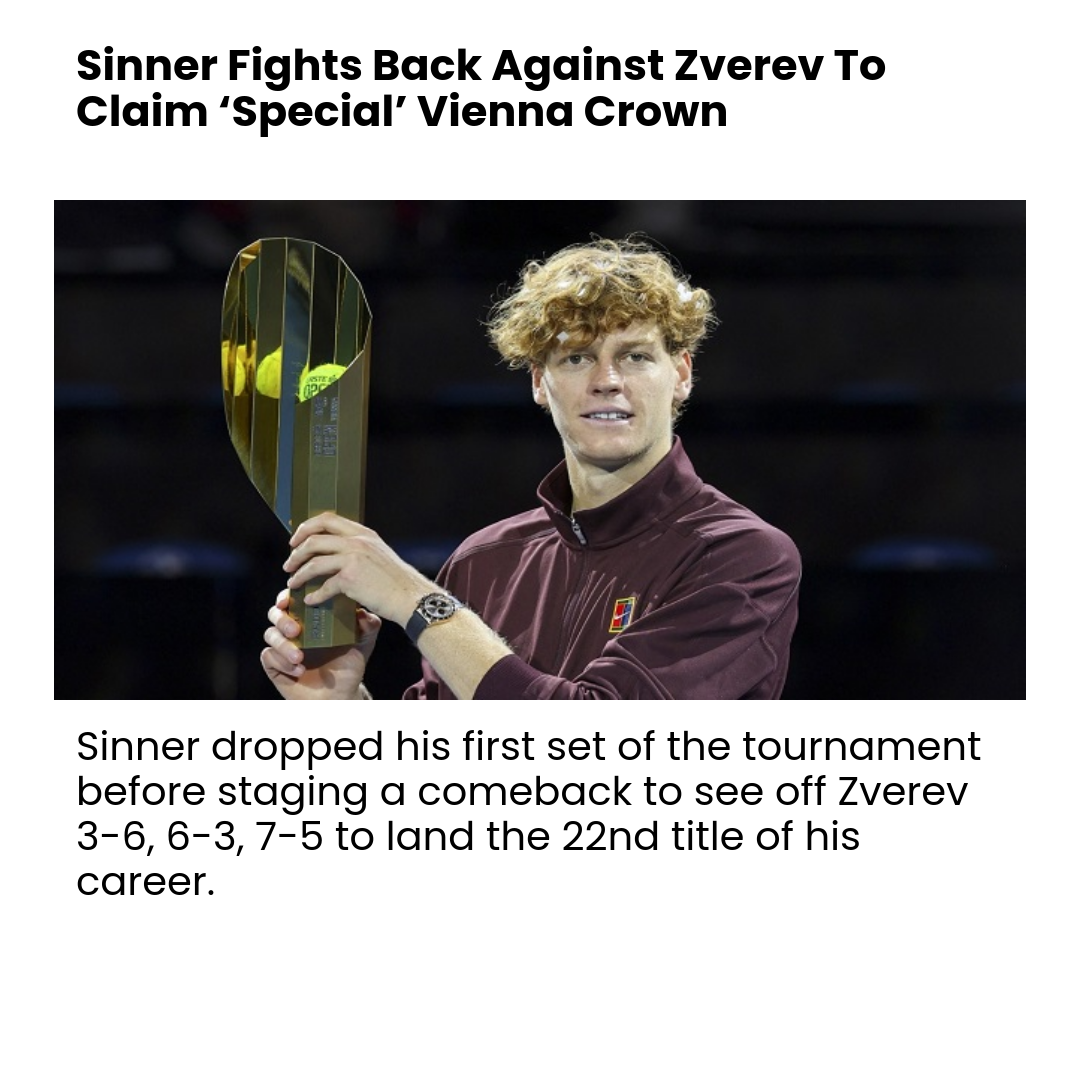 Sinner Fights Back Against Zverev To
Claim ‘Special’ Vienna Crown
Sinner dropped his first set of the tournament
before staging a comeback to see off Zverev
3-6, 6-3, 7-5 to land the 22nd title of his
career.